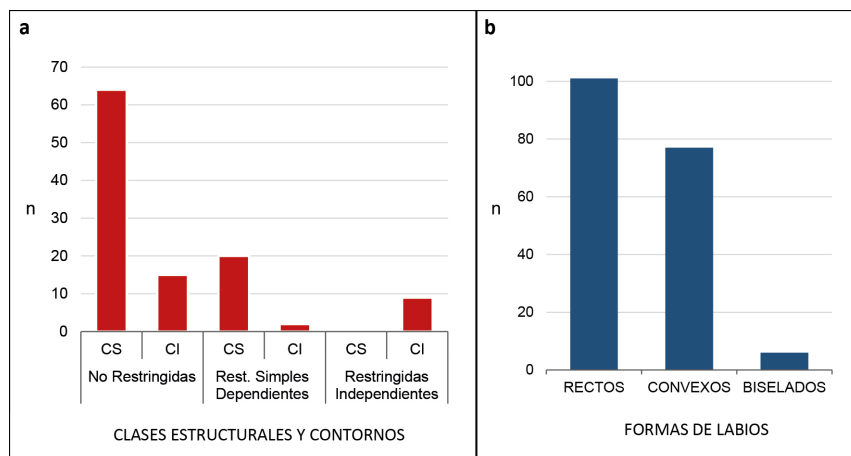 a
70
60
50
40
30
20
10
0
n
CS CI CS CI CS CI
No Restringidas Rest. Simples Restringidas
Dependientes Independientes
CLASES ESTRUCTURALES Y CONTORNOS
b
100
80
60
40
20
0
n
RECTOS CONVEXOS BISELADOS
FORMAS DE LABIOS